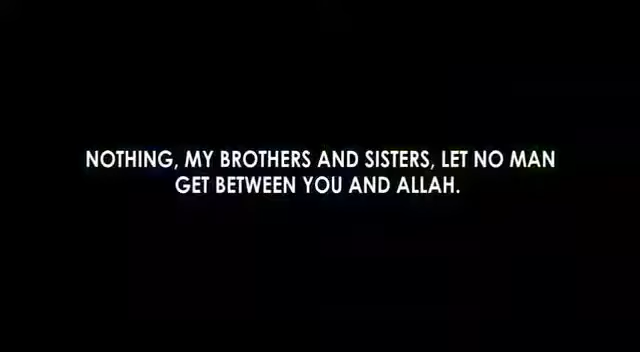 NOTHING, MY BROTHERS AND SISTERS, LET NO MAN
GET BETWEEN YOU AND ALLAH.